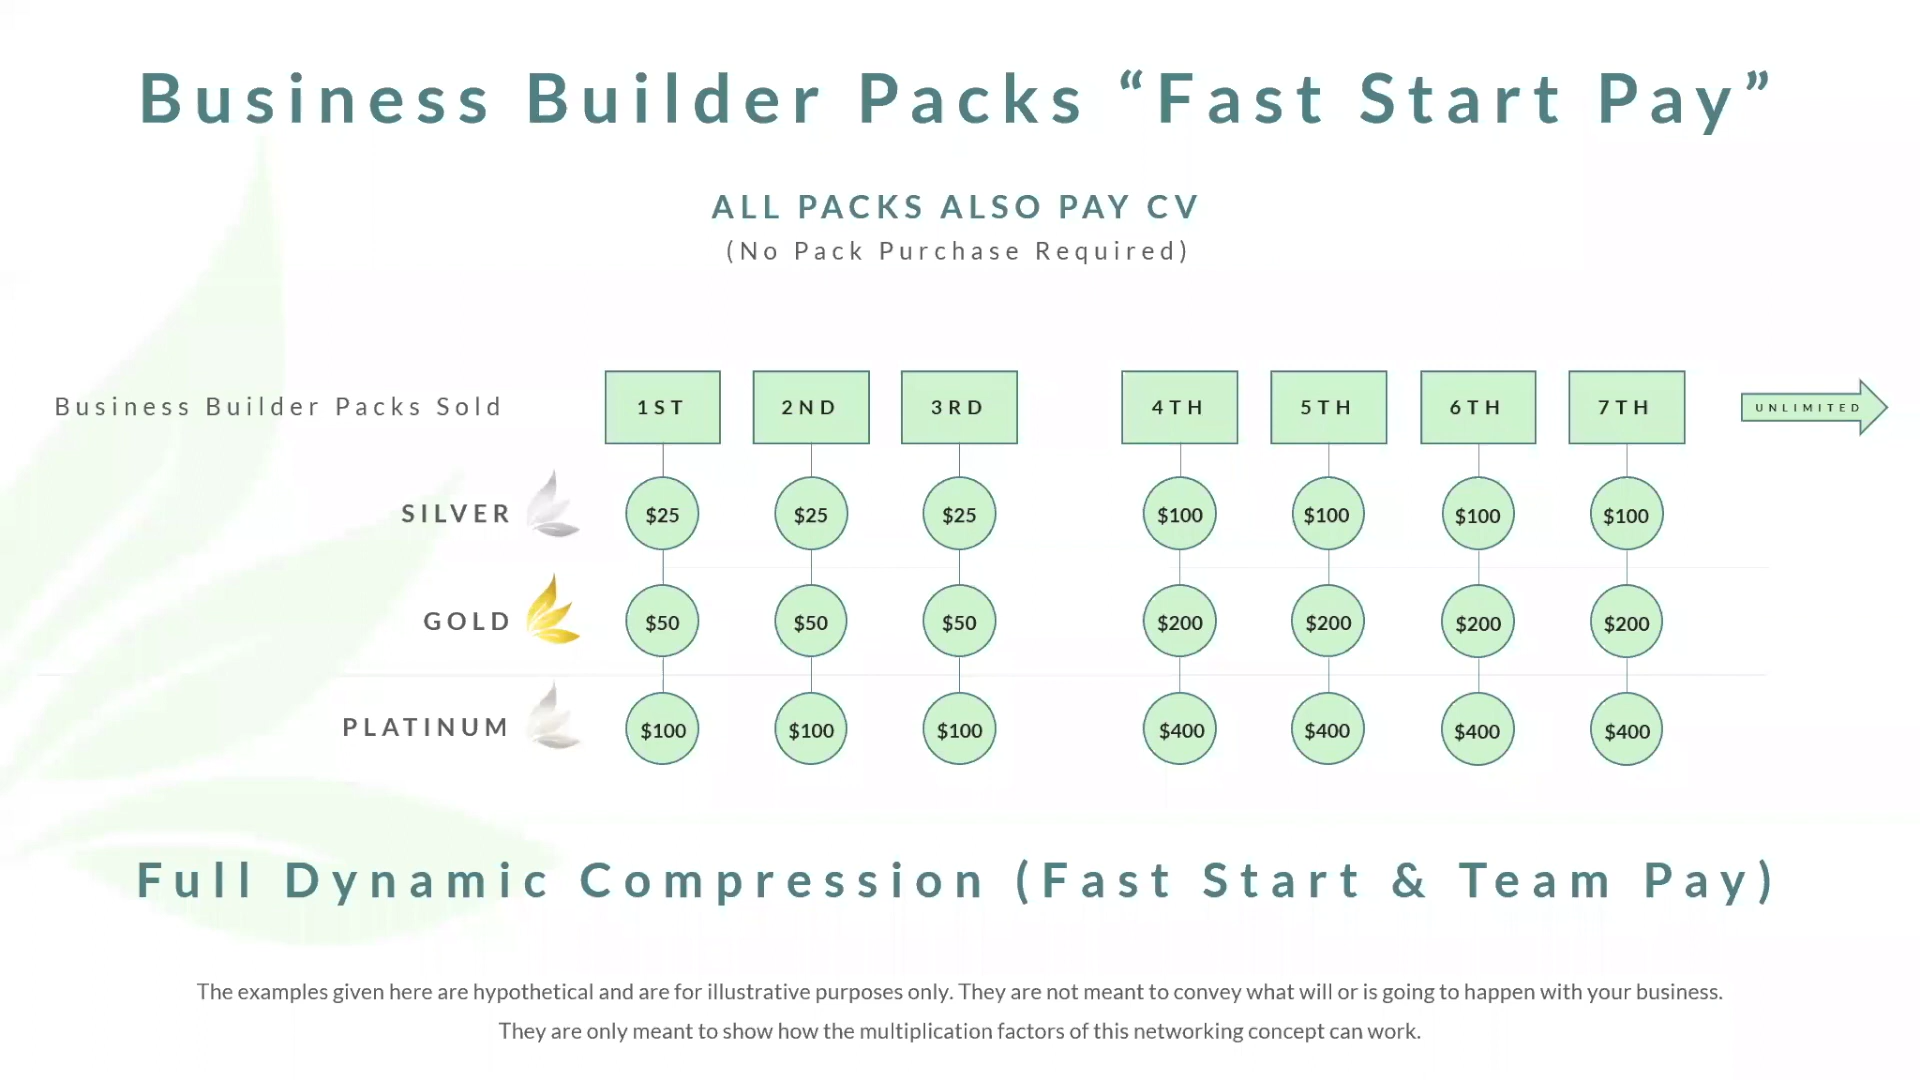 Business Builder Packs “Fast Start Pay”
ALL PACKS ALSO PAY CV
(No Pack Purchase Required)
Business Builder Packs Sold 1ST 2ND 3RD 4TH 5TH 6TH 7TH UNLIMITED
SILVER $25 $25 $25 $100 $100 $100 $100
GOLD $50 $50 $50 $200 $200 $200 $200
PLATINUM $100 $100 $100 $400 $400 $400 $400
Full Dynamic Compression (Fast Start & Team Pay)
The examples given here are hypothetical and are for illustrative purposes only. They are not meant to convey what will or is going to happen with your business.
They are only meant to show how the multiplication factors of this networking concept can work.